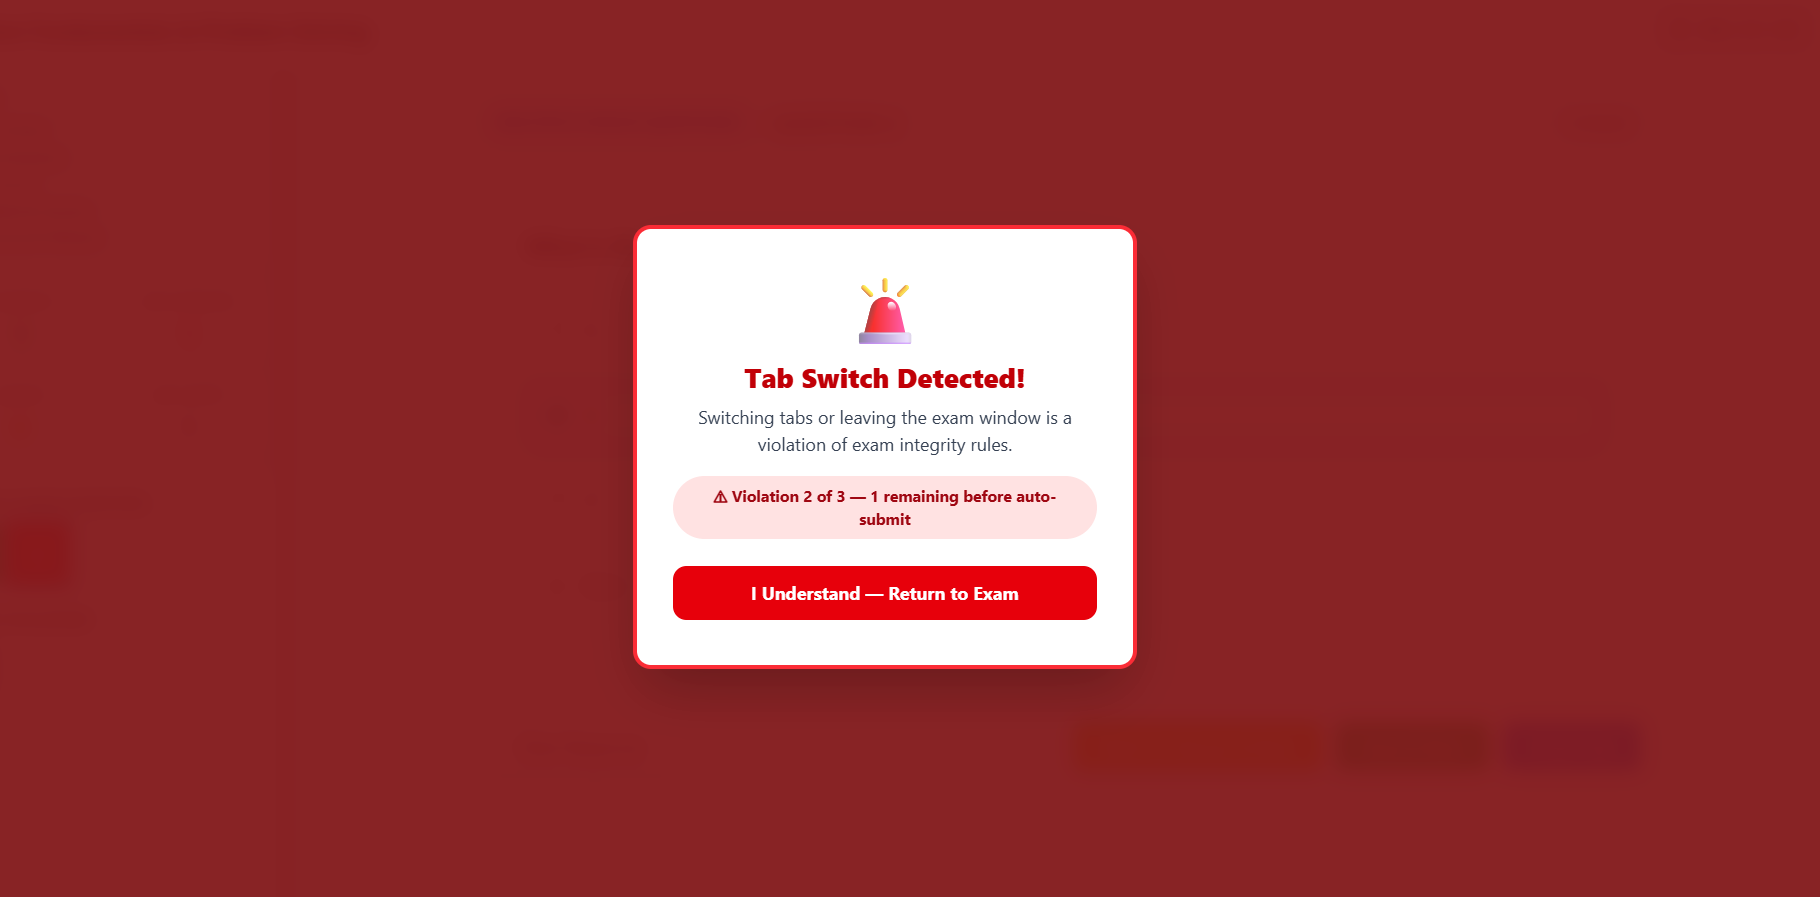 Tab Switch Detected!
Switching tabs or leaving the exam window is a
violation of exam integrity rules.
⚠ Violation 2 of 3 — 1 remaining before auto-
submit
I Understand — Return to Exam